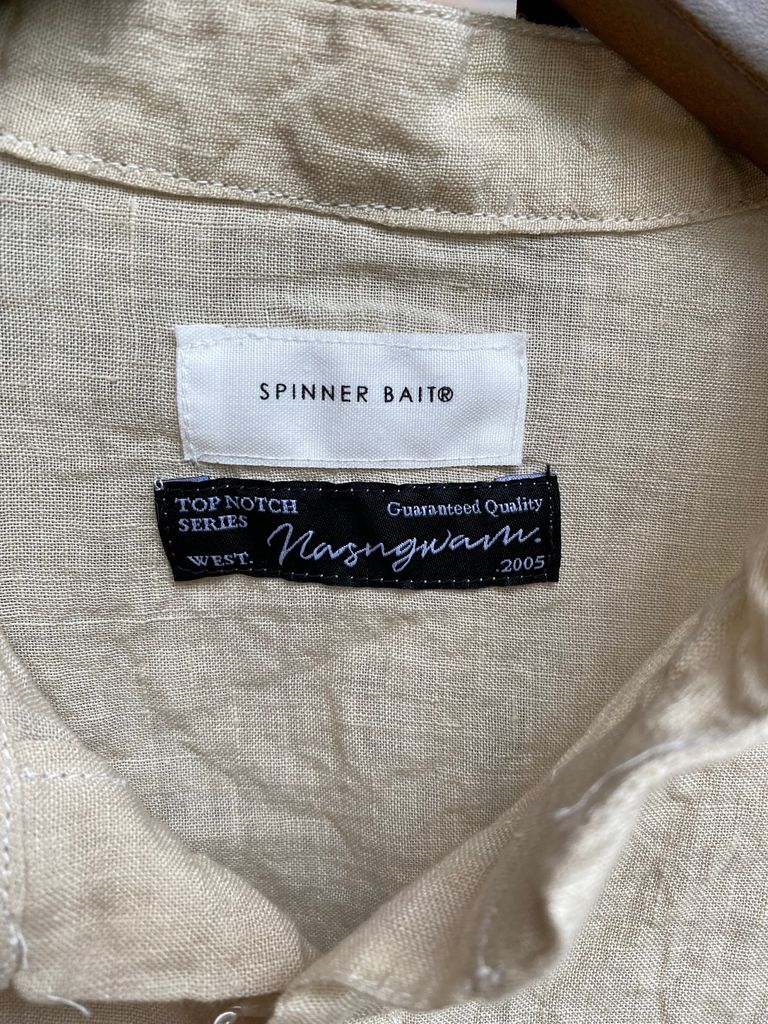 SPINNER BAIT®
TOP NOTCH
SERIES
Guaranteed Quality
Nasngwam.
WEST.
.2005